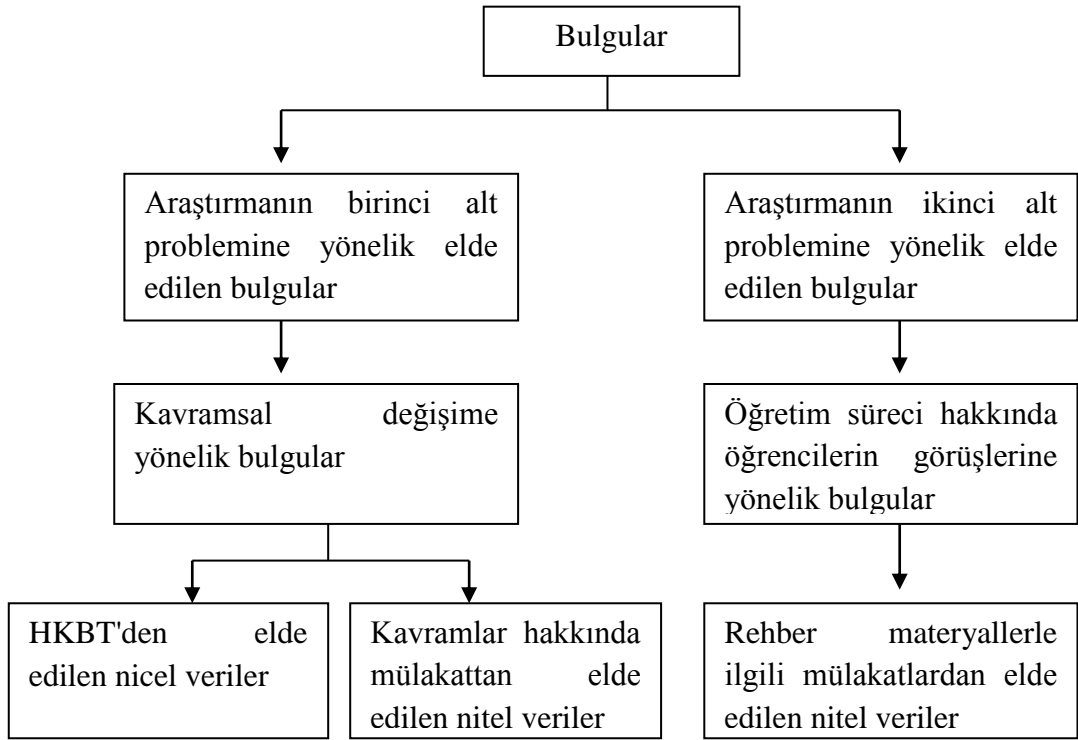 Bulgular
Araştırmanın birinci alt
problemine yönelik elde
edilen bulgular
Araştırmanın ikinci alt
problemine yönelik elde
edilen bulgular
Kavramsal değişime
yönelik bulgular
Öğretim süreci hakkında
öğrencilerin görüşlerine
yönelik bulgular
HKBT'den elde
edilen nicel veriler
Kavramlar hakkında
mülakattan elde
edilen nitel veriler
Rehber materyallerle
ilgili mülakatlardan elde
edilen nitel veriler